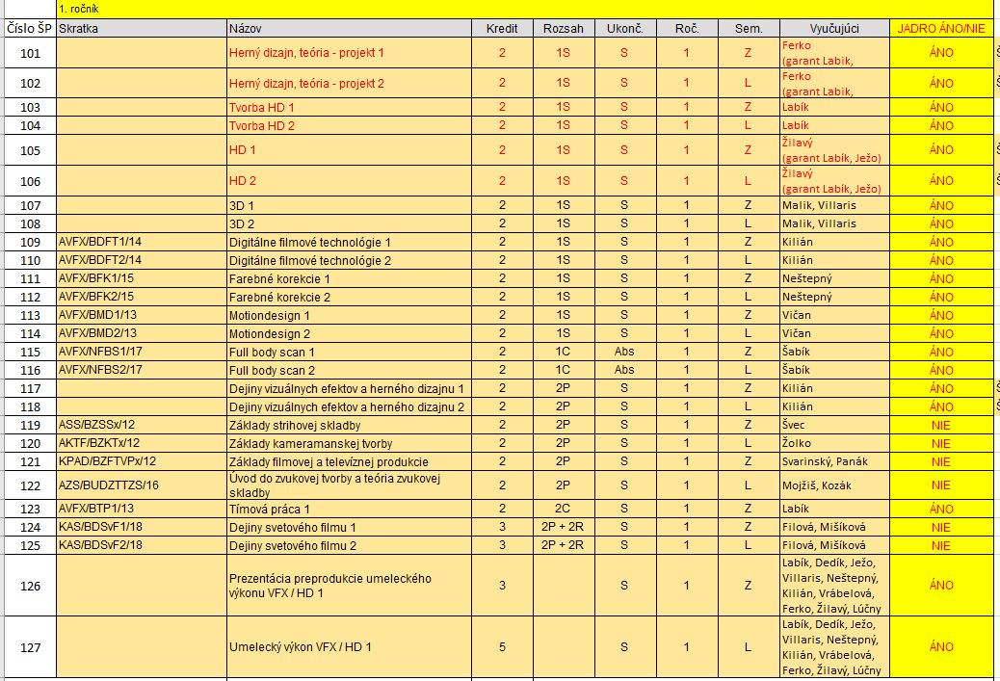 1. ročník
Číslo ŠP Skratka Názov Kredit Rozsah Ukonč. Roč. Sem. Vyučujúci JADRO ÁNO/NIE
101 Herný dizajn, teória - projekt 1 2 1S S 1 Z Ferko (garant Labik, ÁNO
102 Herný dizajn, teória - projekt 2 2 1S S 1 L Ferko (garant Labik, ÁNO
103 Tvorba HD 1 2 1S S 1 Z Labík ÁNO
104 Tvorba HD 2 2 1S S 1 L Labík ÁNO
105 HD 1 2 1S S 1 Z Žilavý (garant Labík, Ježo) ÁNO
106 HD 2 2 1S S 1 L Žilavý (garant Labík, Ježo) ÁNO
107 3D 1 2 1S S 1 Z Malik, Villaris ÁNO
108 3D 2 2 1S S 1 L Malik, Villaris ÁNO
109 AVFX/BDFT1/14 Digitálne filmové technológie 1 2 1S S 1 Z Kilián ÁNO
110 AVFX/BDFT2/14 Digitálne filmové technológie 2 2 1S S 1 L Kilián ÁNO
111 AVFX/BFK1/15 Farebné korekcie 1 2 1S S 1 Z Neštepný ÁNO
112 AVFX/BFK2/15 Farebné korekcie 2 2 1S S 1 L Neštepný ÁNO
113 AVFX/BMD1/13 Motiondesign 1 2 1S S 1 Z Vičan ÁNO
114 AVFX/BMD2/13 Motiondesign 2 2 1S S 1 L Vičan ÁNO
115 AVFX/NFBS1/17 Full body scan 1 2 1C Abs 1 Z Šabík ÁNO
116 AVFX/NFBS2/17 Full body scan 2 2 1C Abs 1 L Šabík ÁNO
117 Dejiny vizuálnych efektov a herného dizajnu 1 2 2P S 1 Z Kilián ÁNO
118 Dejiny vizuálnych efektov a herného dizajnu 2 2 2P S 1 L Kilián ÁNO
119 ASS/BZSSx/12 Základy strihovej skladby 2 2P S 1 Z Švec NIE
120 AKTF/BZKTx/12 Základy kameramanskej tvorby 2 2P S 1 L Žolko NIE
121 KPAD/BZFTVPx/12 Základy filmovej a televíznej produkcie 2 2P S 1 Z Svarinský, Panák NIE
122 AZS/BUDZTTZS/16 Úvod do zvukovej tvorby a teória zvukovej skladby 2 2P S 1 L Mojžiš, Kozák NIE
123 AVFX/BTP1/13 Tímová práca 1 2 2C S 1 Z Labík ÁNO
124 KAS/BDSvF1/18 Dejiny svetového filmu 1 3 2P + 2R S 1 Z Filová, Mišíková NIE
125 KAS/BDSvF2/18 Dejiny svetového filmu 2 3 2P + 2R S 1 L Filová, Mišíková NIE
126 Prezentácia preprodukcie umeleckého výkonu VFX / HD 1 3 S 1 Z Labík, Dedík, Ježo, Villaris, Neštepný, Kilián, Vrábelová, Ferko, Žilavý, Lúčny ÁNO
127 Umelecký výkon VFX / HD 1 5 S 1 L Labík, Dedík, Ježo, Villaris, Neštepný, Kilián, Vrábelová, Ferko, Žilavý, Lúčny ÁNO